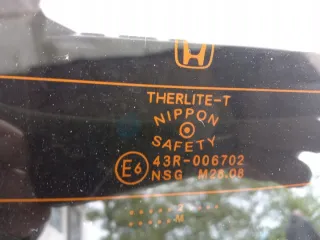 THERLITE-T
NIPPON
SAFETY
E6 43R-006702
NSG M28.08
M